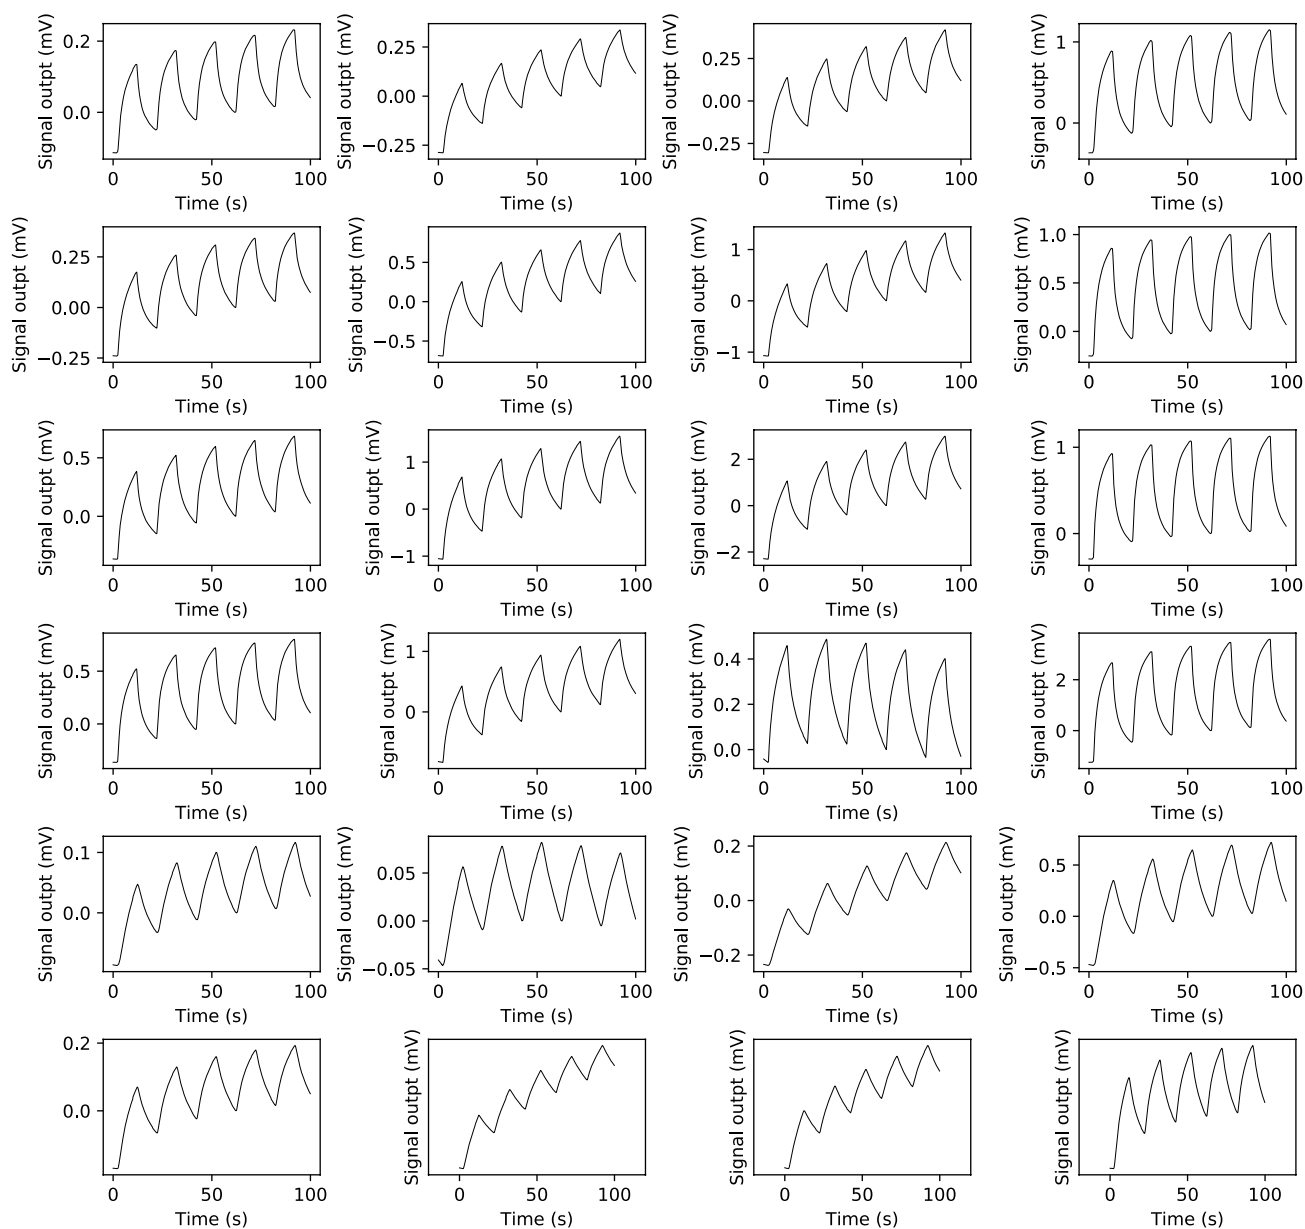 Signal outpt (mV) 0.2 0.0 0 50 100 Time (s)
Signal outpt (mV) 0.25 0.00 −0.25 0 50 100 Time (s)
Signal outpt (mV) 0.25 0.00 −0.25 0 50 100 Time (s)
Signal outpt (mV) 1 0 0 50 100 Time (s)
Signal outpt (mV) 0.25 0.00 −0.25 0 50 100 Time (s)
Signal outpt (mV) 0.5 0.0 −0.5 0 50 100 Time (s)
Signal outpt (mV) 1 0 −1 0 50 100 Time (s)
Signal outpt (mV) 1.0 0.5 0.0 0 50 100 Time (s)
Signal outpt (mV) 0.5 0.0 0 50 100 Time (s)
Signal outpt (mV) 1 0 −1 0 50 100 Time (s)
Signal outpt (mV) 2 0 −2 0 50 100 Time (s)
Signal outpt (mV) 1 0 0 50 100 Time (s)
Signal outpt (mV) 0.5 0.0 0 50 100 Time (s)
Signal outpt (mV) 1 0 0 50 100 Time (s)
Signal outpt (mV) 0.4 0.2 0.0 0 50 100 Time (s)
Signal outpt (mV) 2 0 0 50 100 Time (s)
Signal outpt (mV) 0.1 0.0 0 50 100 Time (s)
Signal outpt (mV) 0.05 0.00 −0.05 0 50 100 Time (s)
Signal outpt (mV) 0.2 0.0 −0.2 0 50 100 Time (s)
Signal outpt (mV) 0.5 0.0 −0.5 0 50 100 Time (s)
Signal outpt (mV) 0.2 0.0 0 50 100 Time (s)
Signal outpt (mV) 0 50 100 Time (s)
Signal outpt (mV) 0 50 100 Time (s)
Signal outpt (mV) 0 50 100 Time (s)